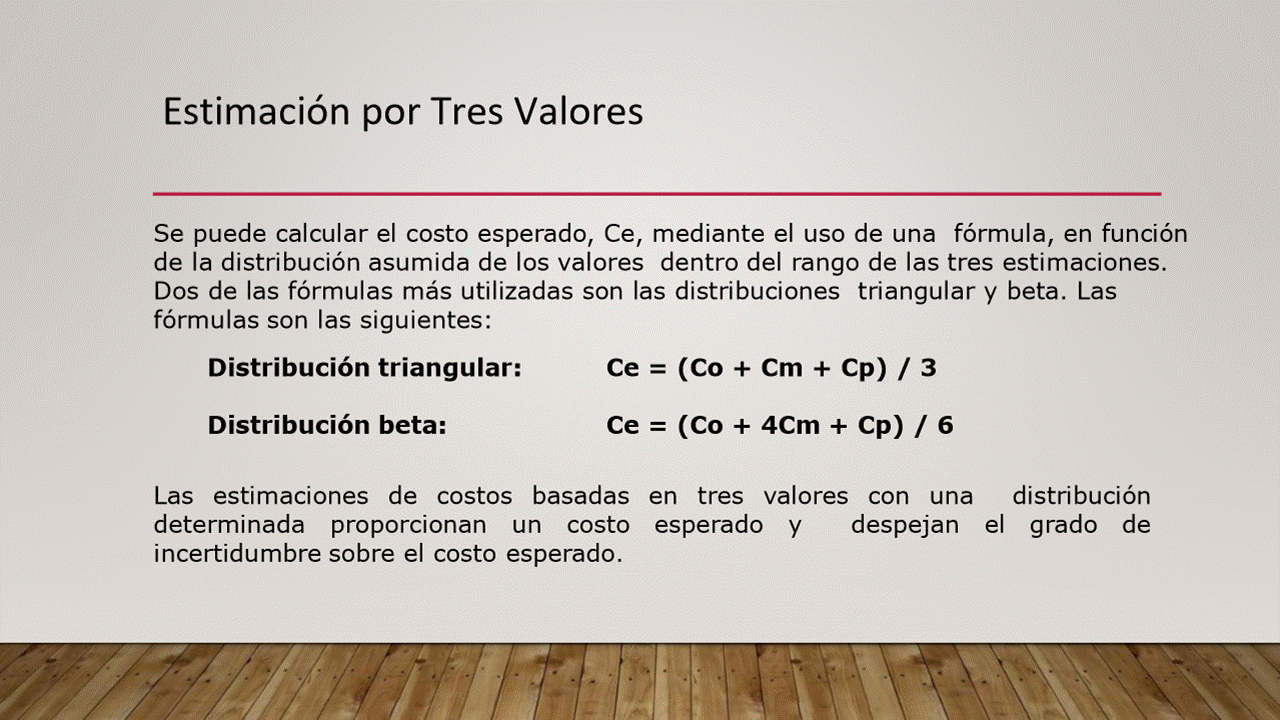 Estimación por Tres Valores
Se puede calcular el costo esperado, Ce, mediante el uso de una fórmula, en función
de la distribución asumida de los valores dentro del rango de las tres estimaciones.
Dos de las fórmulas más utilizadas son las distribuciones triangular y beta. Las
fórmulas son las siguientes:
Distribución triangular: Ce = (Co + Cm + Cp) / 3
Distribución beta: Ce = (Co + 4Cm + Cp) / 6
Las estimaciones de costos basadas en tres valores con una distribución
determinada proporcionan un costo esperado y despejan el grado de
incertidumbre sobre el costo esperado.